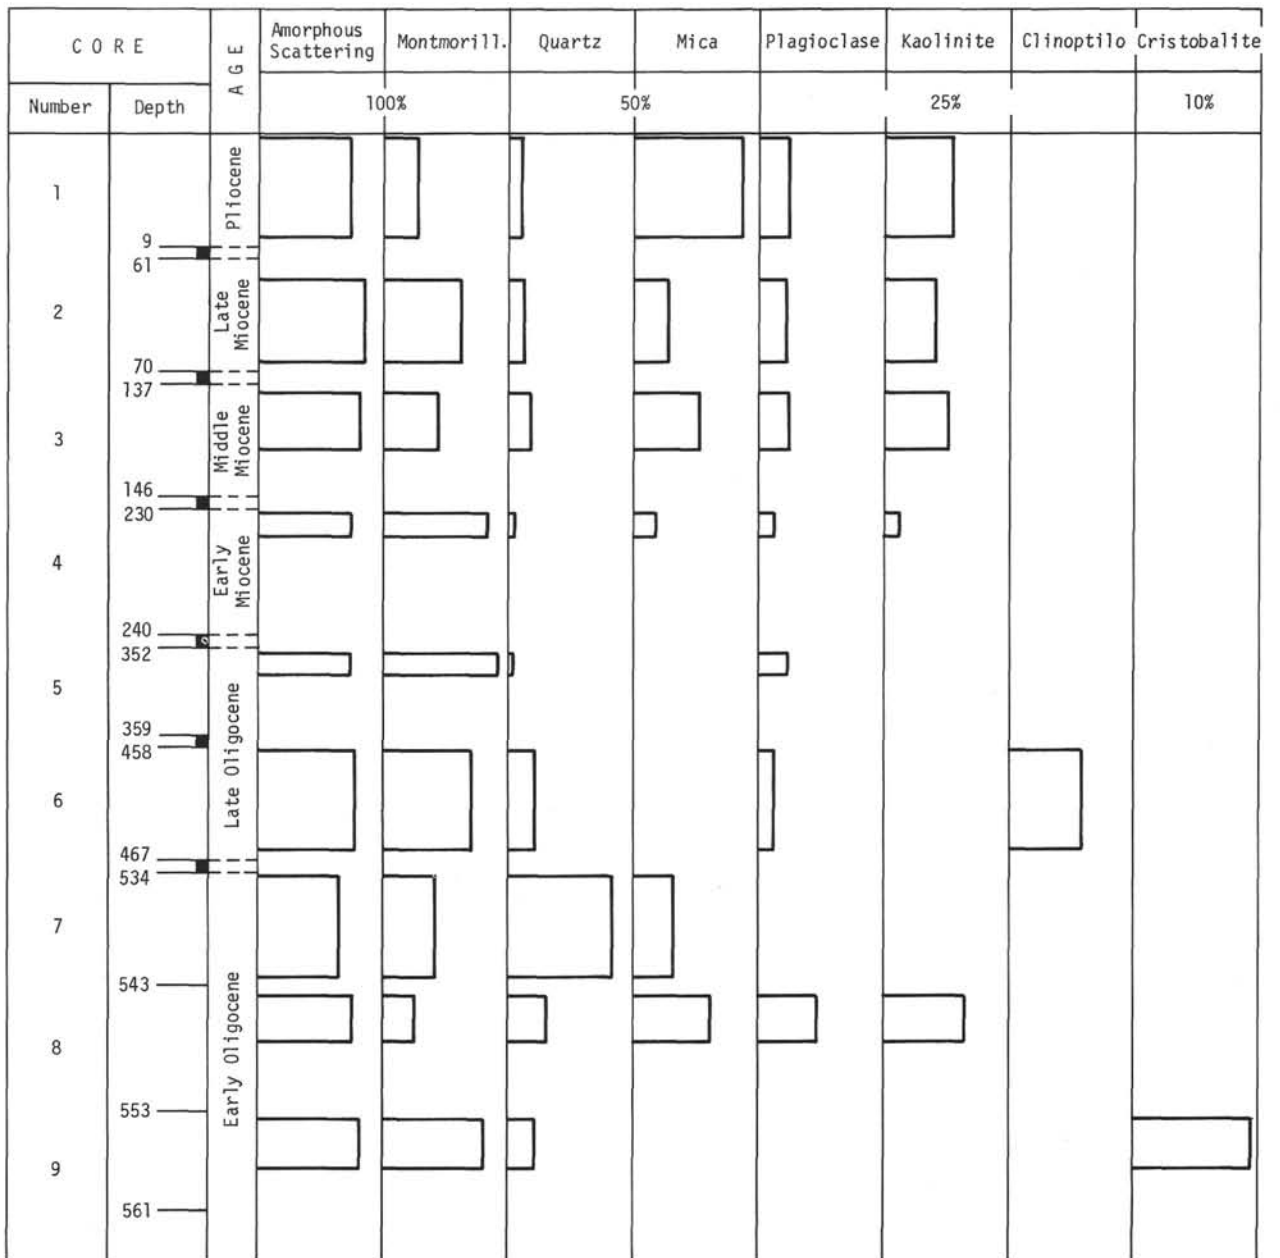 CORE
AGE
Amorphous
Scattering
Montmorill.
Quartz
Mica
Plagioclase
Kaolinite
Clinoptilo
Cristobalite
Number
Depth
100%
50%
25%
10%
1
Pliocene
9
61
2
Late
Miocene
70
137
3
Middle
Miocene
146
230
4
Early
Miocene
240
352
5
Late Oligocene
359
458
6
467
534
7
Early Oligocene
543
8
553
9
561